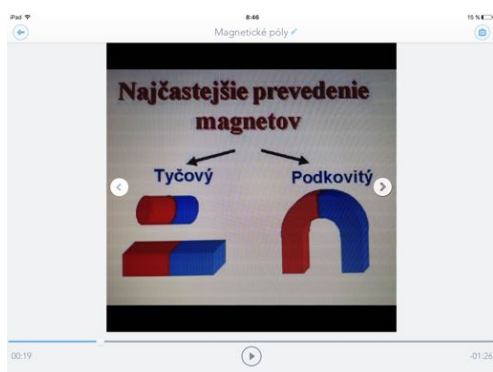 iPad
8:46
15 %
Magnetické póly
Najčastejšie prevedenie
magnetov
Tyčový
Podkovitý
00:19
-01:26